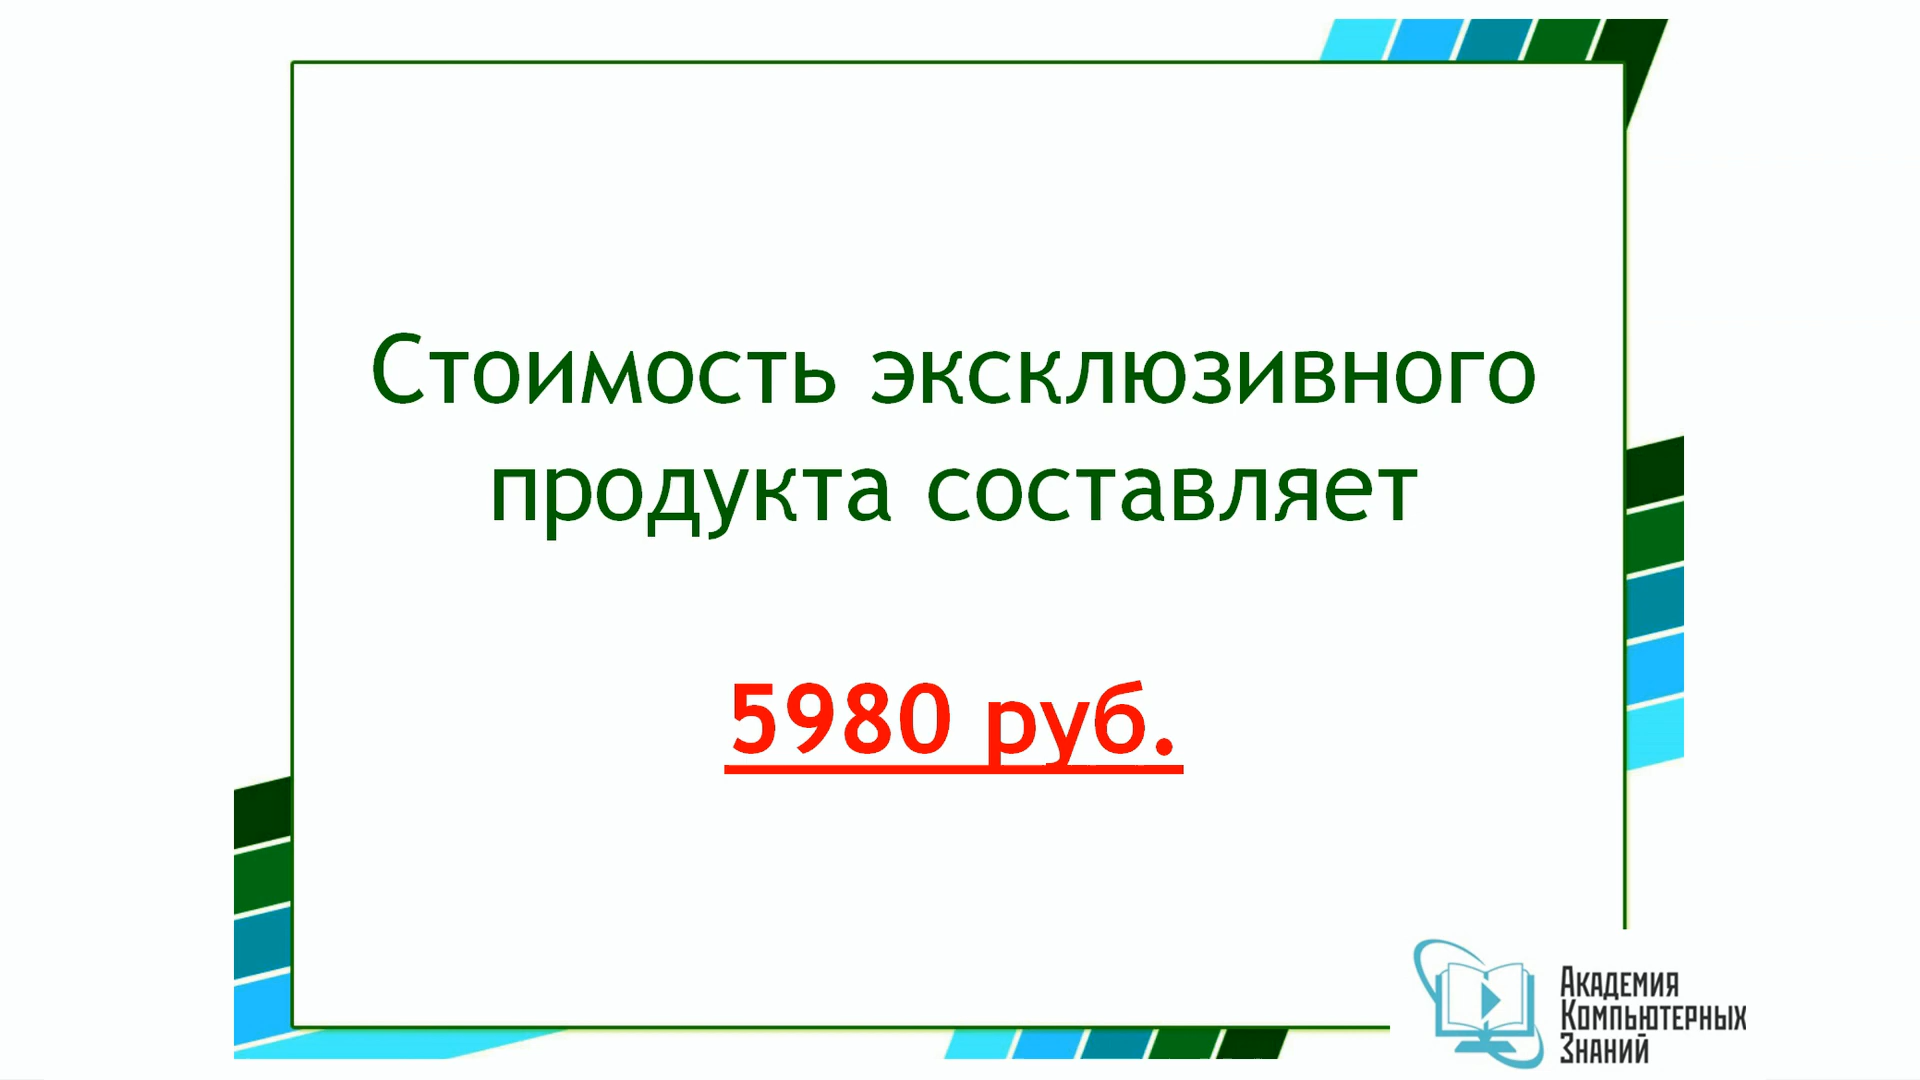 Стоимость эксклюзивного
продукта составляет
5980 руб.
Академия
Компьютерных
Знаний